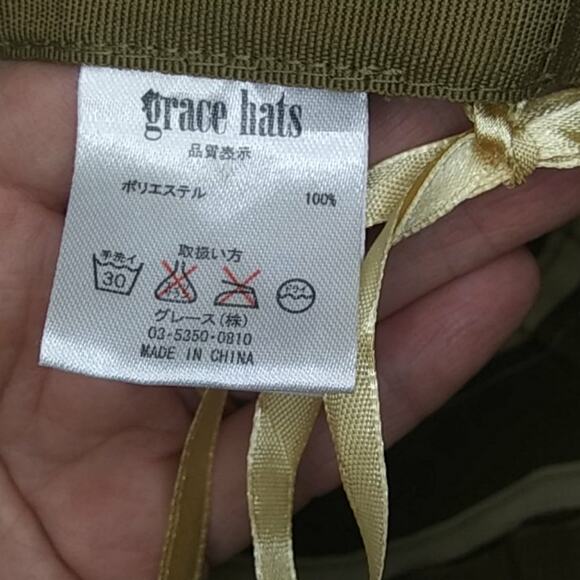 grace hats
品質表示
ポリエステル 100%
取扱い方
手洗イ 30 ドライ
グレース(株)
03-5350-0810
MADE IN CHINA